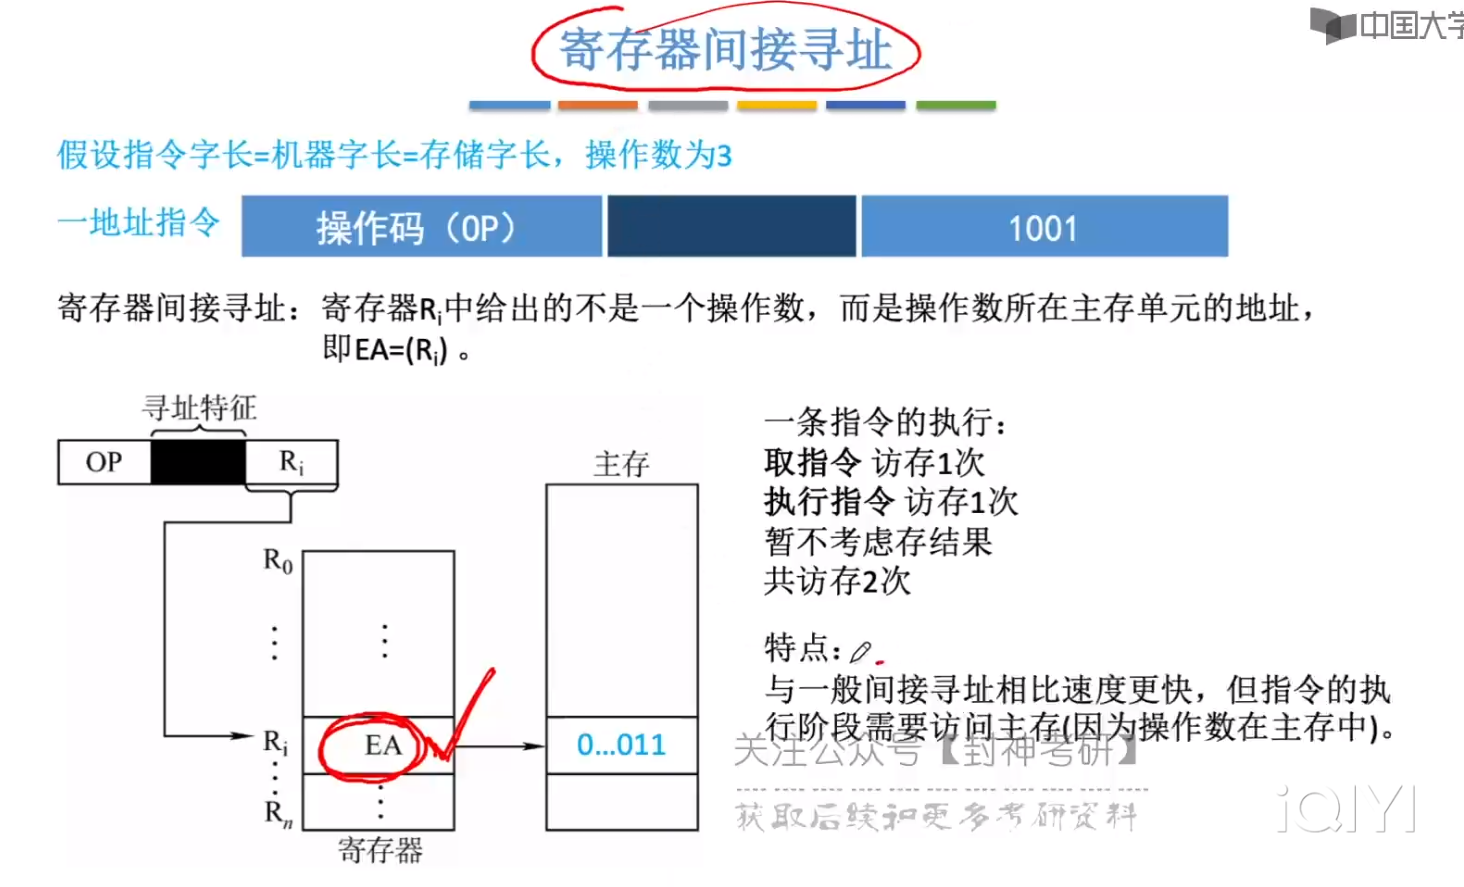 中国大学
寄存器间接寻址
假设指令字长=机器字长=存储字长，操作数为3
一地址指令 操作码（OP） 1001
寄存器间接寻址：寄存器Ri中给出的不是一个操作数，而是操作数所在主存单元的地址，
即EA=(Ri) 。
寻址特征
OP Ri
主存
R0
⋮ ⋮
Ri EA 0...011
⋮ ⋮
Rn
寄存器
一条指令的执行：
取指令 访存1次
执行指令 访存1次
暂不考虑存结果
共访存2次
特点：
与一般间接寻址相比速度更快，但指令的执
行阶段需要访问主存(因为操作数在主存中)。
关注公众号【封神考研】
获取后续和更多考研资料
iQIYI